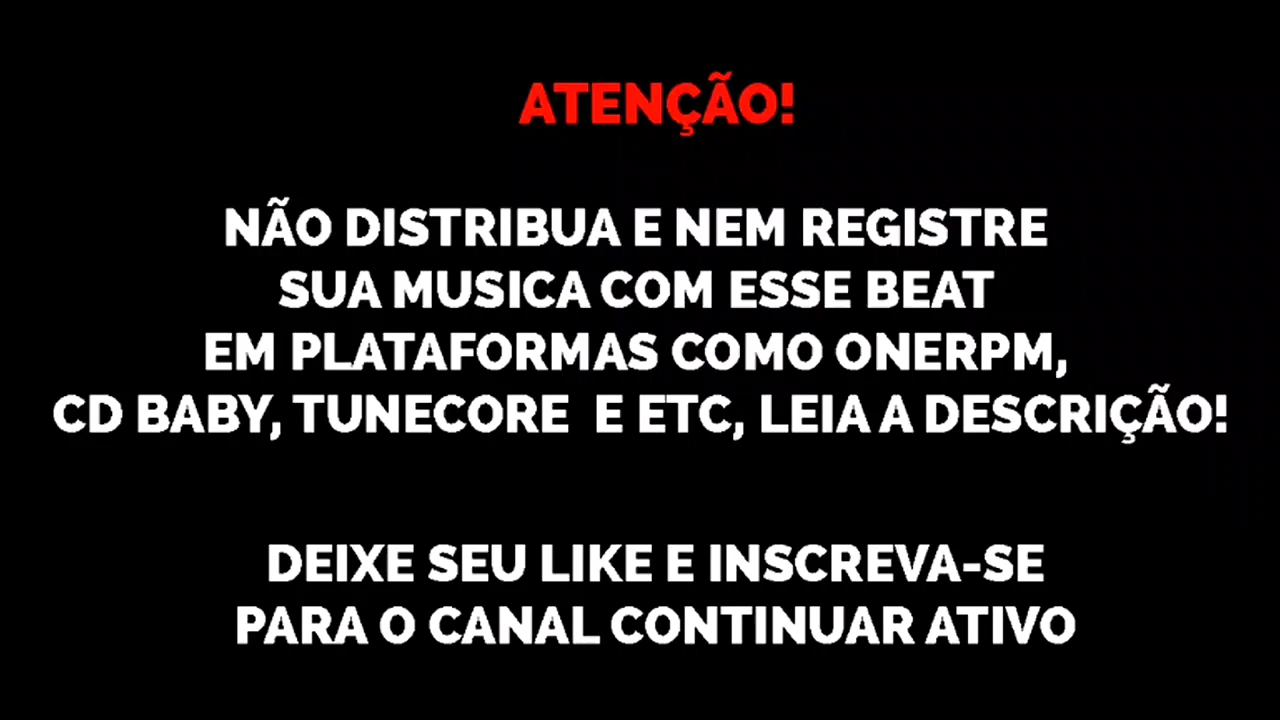 ATENÇÃO!
NÃO DISTRIBUA E NEM REGISTRE
SUA MUSICA COM ESSE BEAT
EM PLATAFORMAS COMO ONERPM,
CD BABY, TUNECORE  E ETC, LEIA A DESCRIÇÃO!
DEIXE SEU LIKE E INSCREVA-SE
PARA O CANAL CONTINUAR ATIVO